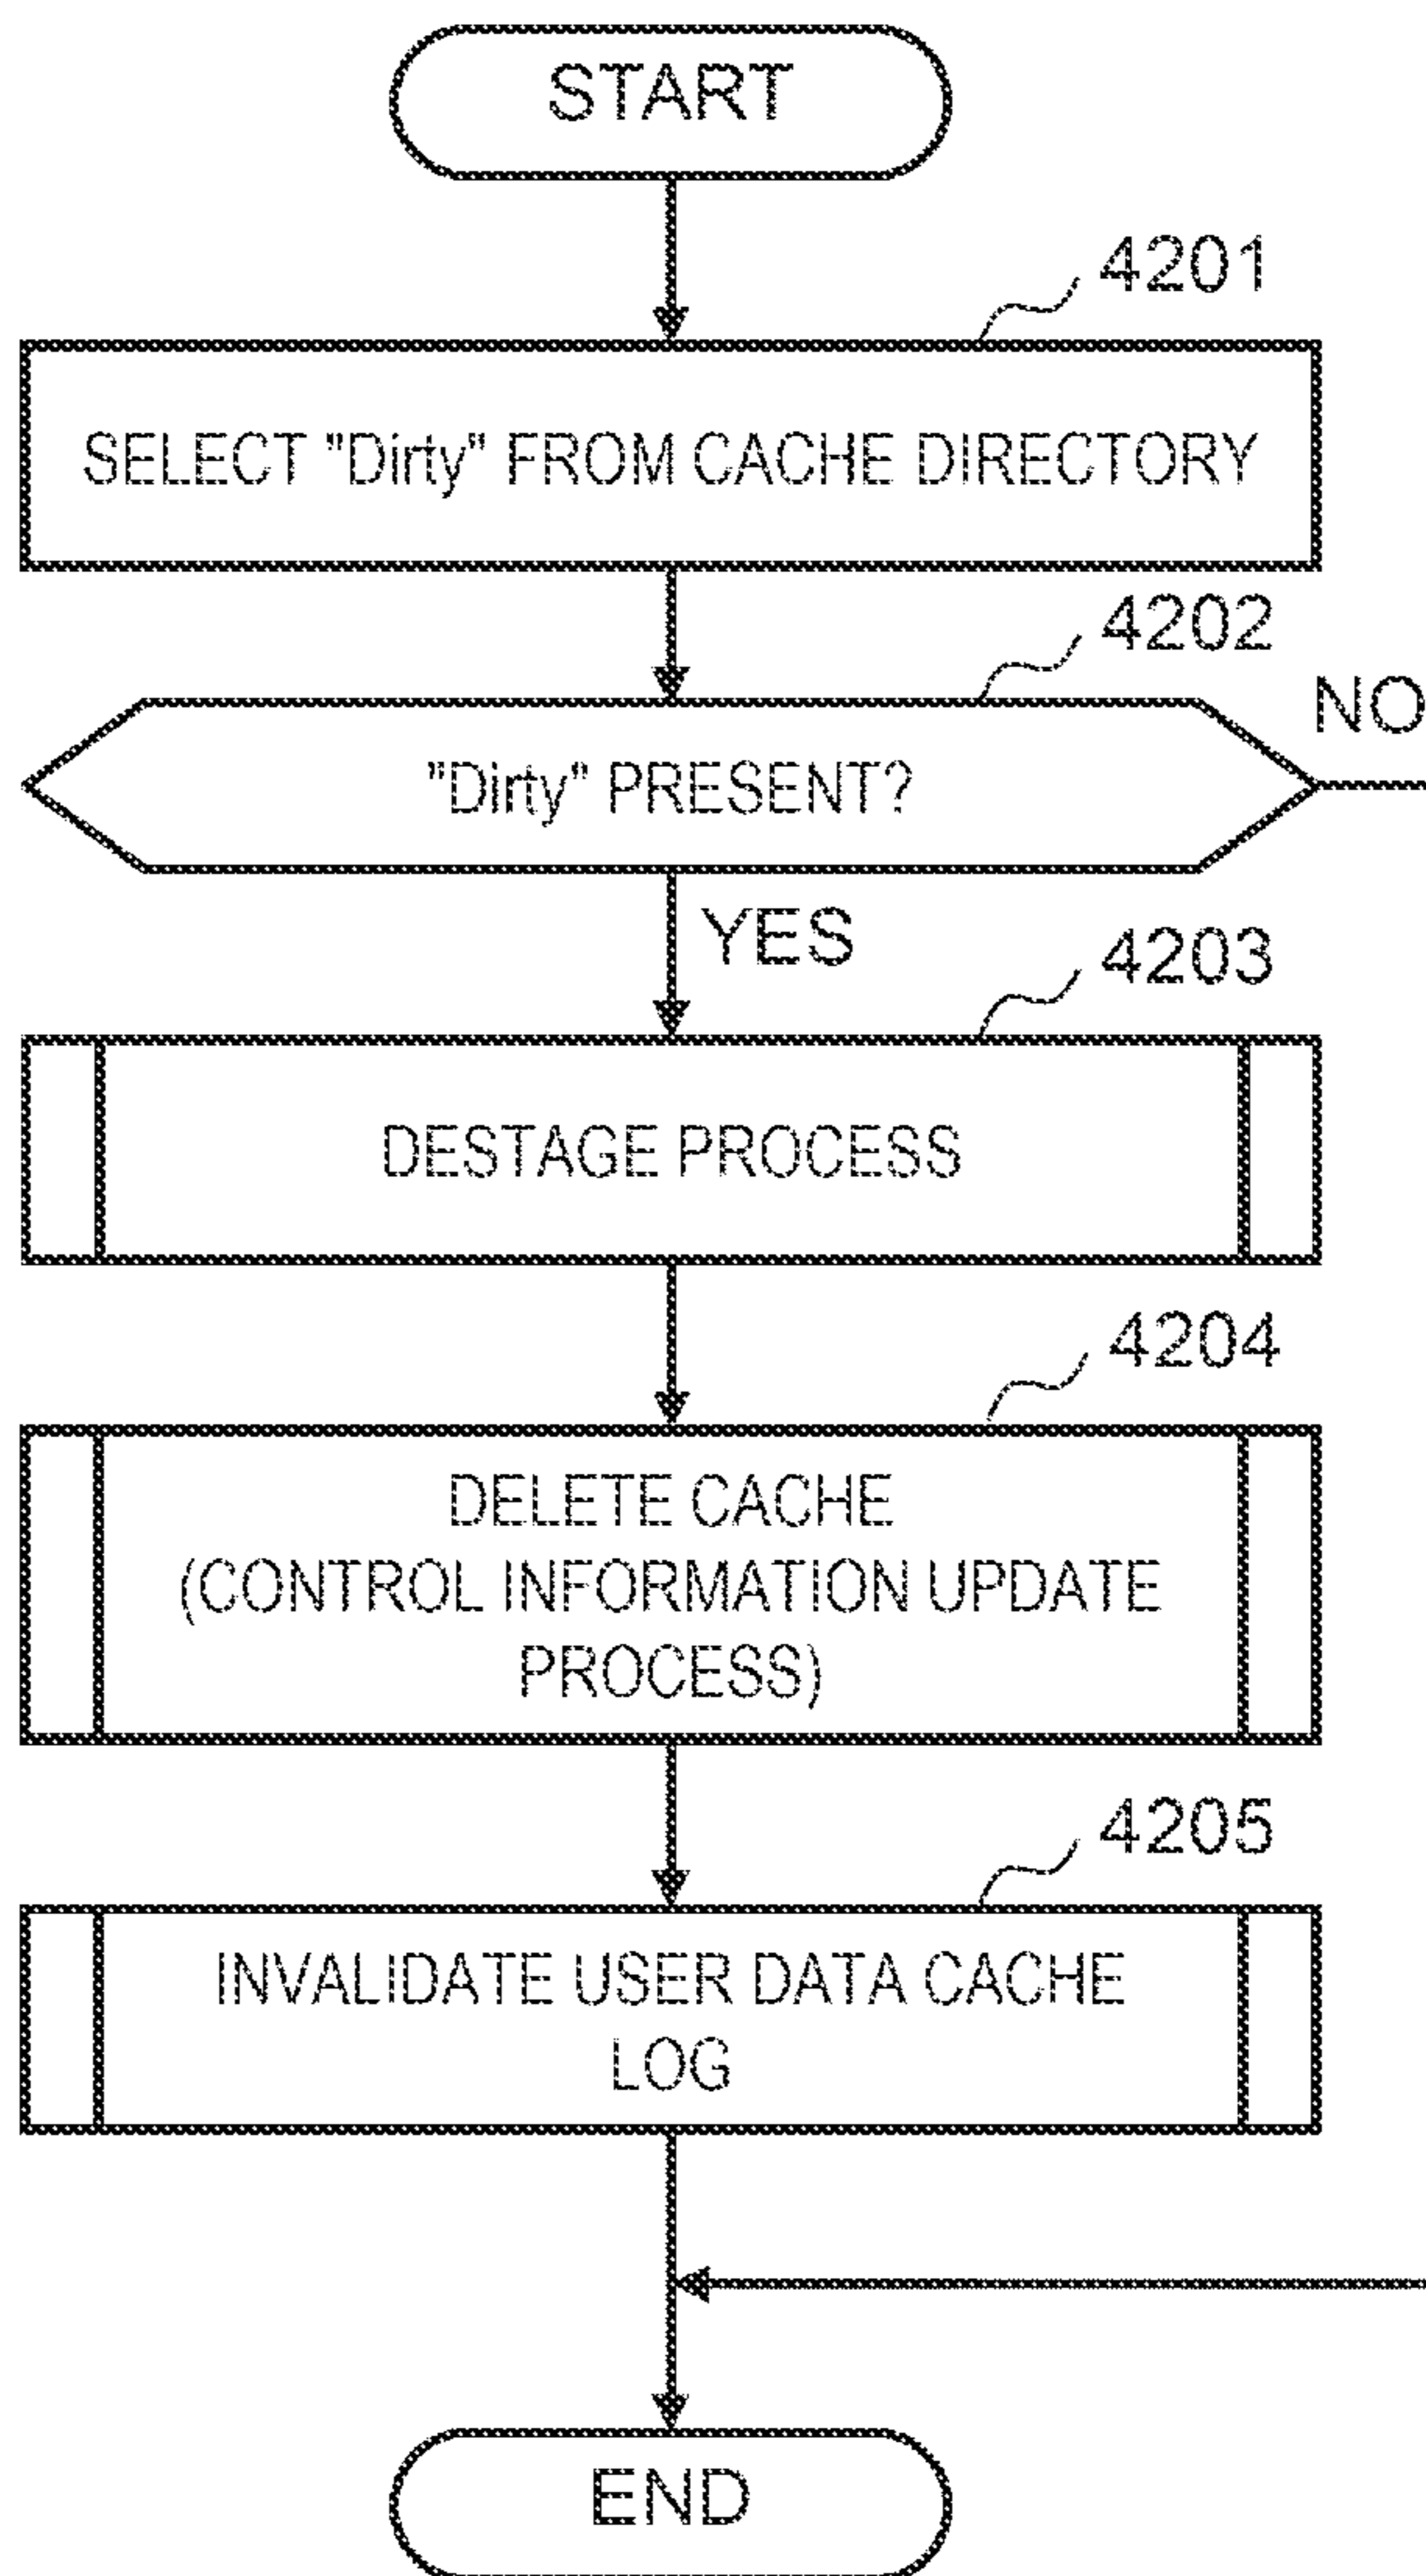 START
4201
SELECT "Dirty" FROM CACHE DIRECTORY
4202
NO
"Dirty" PRESENT?
YES
4203
DESTAGE PROCESS
4204
DELETE CACHE
(CONTROL INFORMATION UPDATE
PROCESS)
4205
INVALIDATE USER DATA CACHE
LOG
END